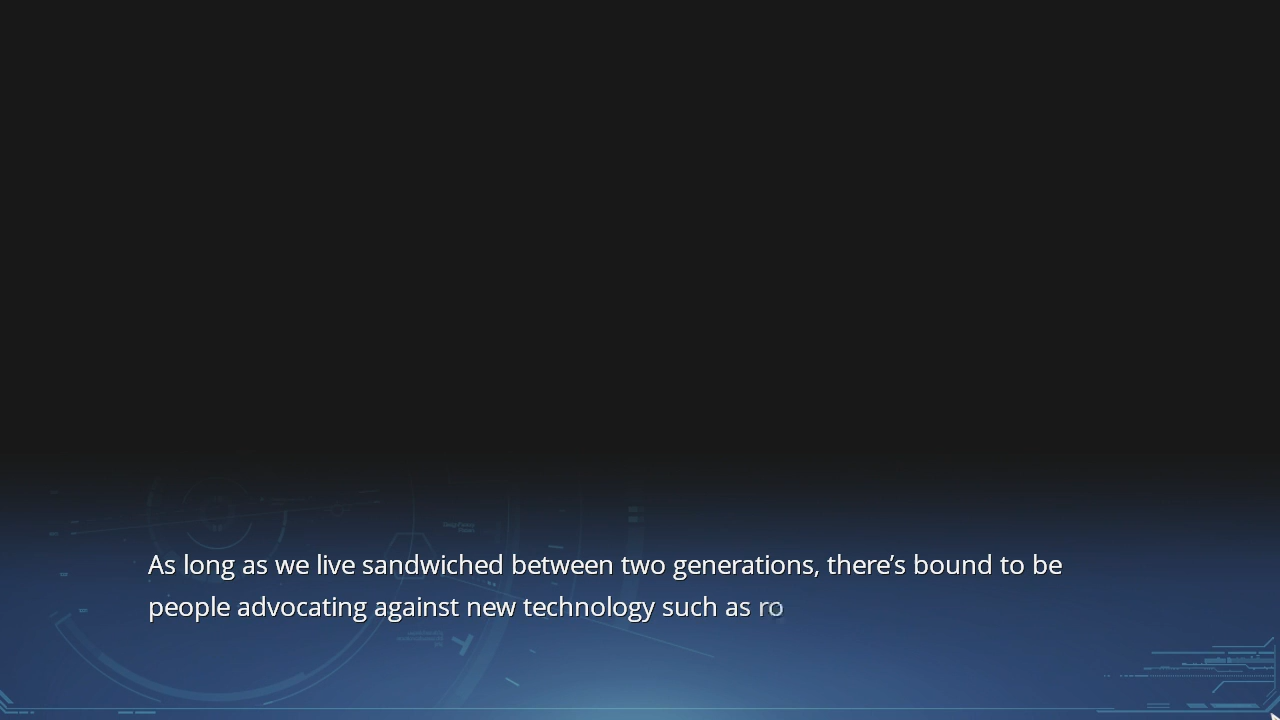 As long as we live sandwiched between two generations, there’s bound to be
people advocating against new technology such as ro